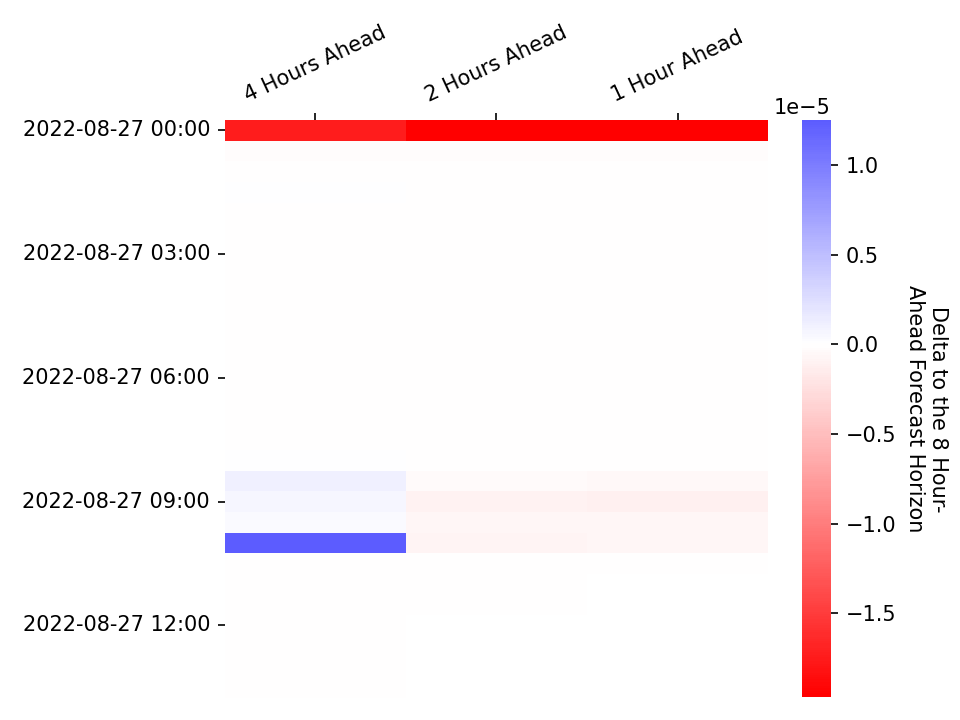 4 Hours Ahead
2 Hours Ahead
1 Hour Ahead
1e−5
2022-08-27 00:00
2022-08-27 03:00
2022-08-27 06:00
2022-08-27 09:00
2022-08-27 12:00
1.0
0.5
0.0
−0.5
−1.0
−1.5
Delta to the 8 Hour-
Ahead Forecast Horizon